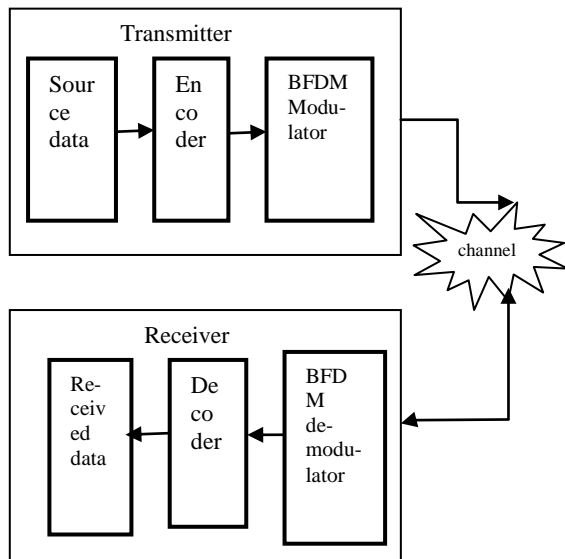 Transmitter
Sour
ce
data
En
co
der
BFDM
Modu-
lator
channel
Receiver
Re-
ceiv
ed
data
De
co
der
BFD
M
de-
modu-
lator